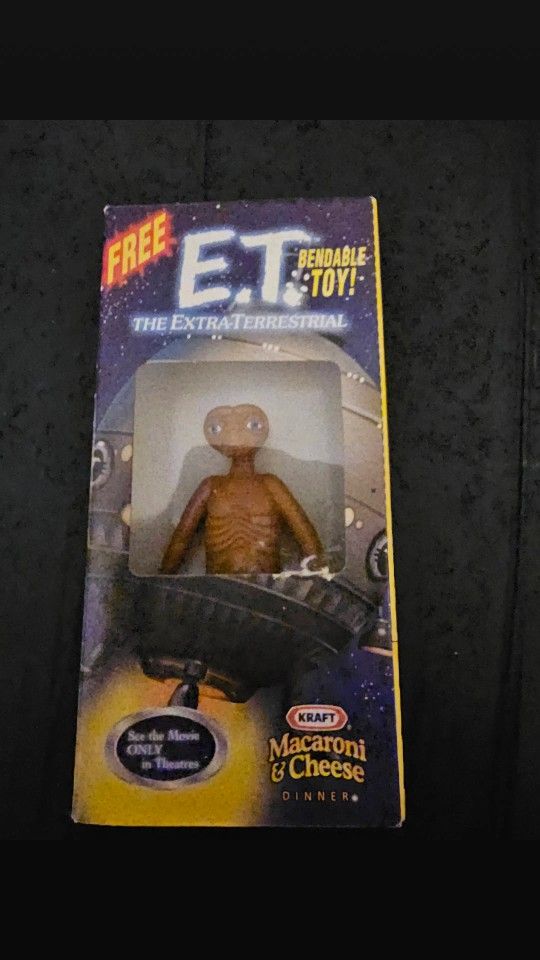 FREE
E.T.
BENDABLE
TOY!
THE EXTRA-TERRESTRIAL
See the Movie
ONLY
in Theatres
KRAFT
Macaroni
& Cheese
DINNER